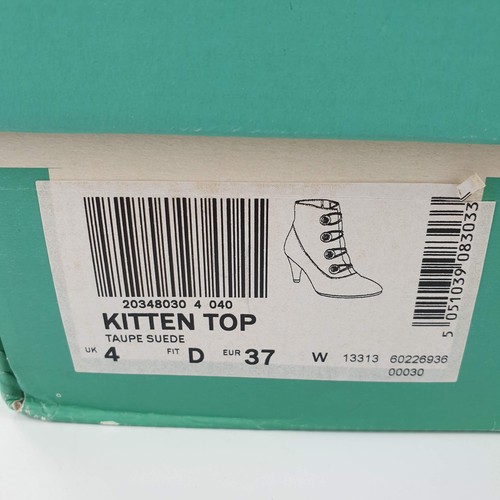 20348030 4 040
KITTEN TOP
TAUPE SUEDE
UK 4 FIT D EUR 37 W 13313 60226936
00030
5 051039 083033